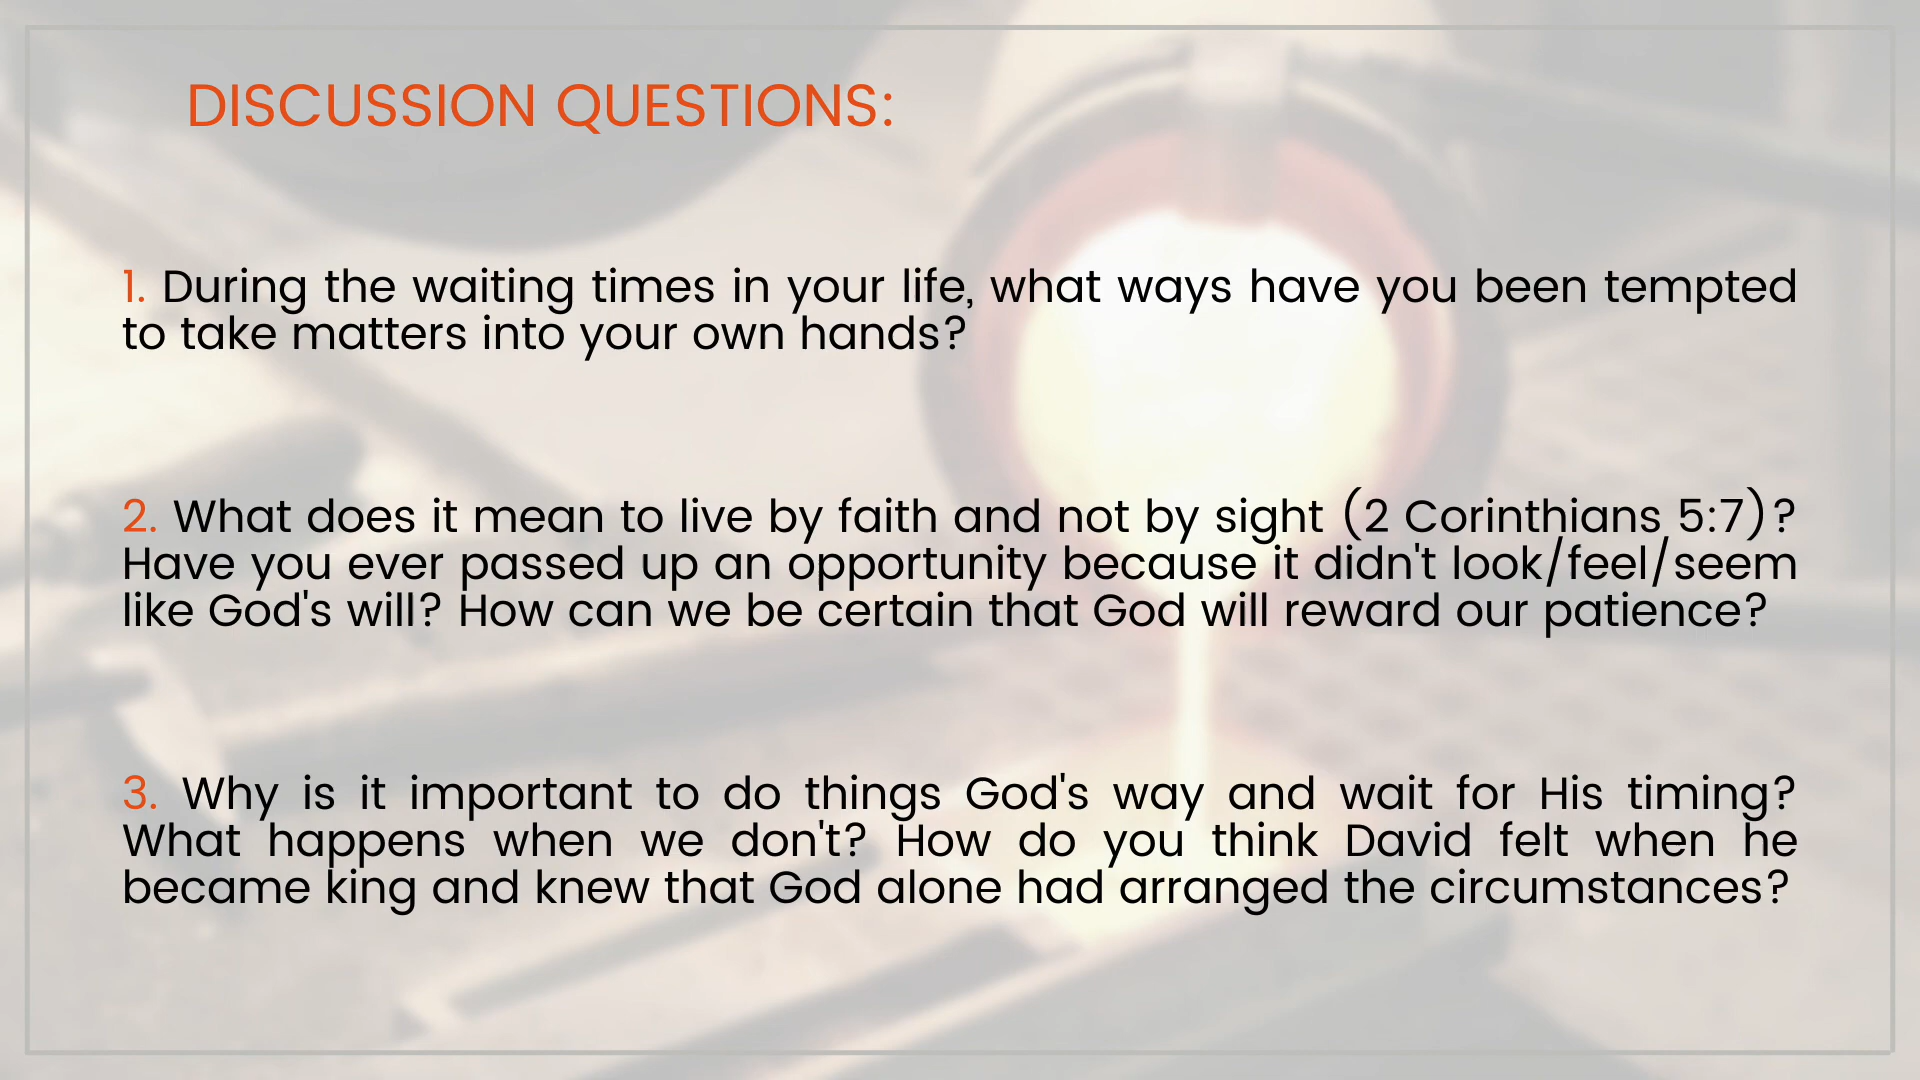 DISCUSSION QUESTIONS:
1. During the waiting times in your life, what ways have you been tempted
to take matters into your own hands?
2. What does it mean to live by faith and not by sight (2 Corinthians 5:7)?
Have you ever passed up an opportunity because it didn't look/feel/seem
like God's will? How can we be certain that God will reward our patience?
3. Why is it important to do things God's way and wait for His timing?
What happens when we don't? How do you think David felt when he
became king and knew that God alone had arranged the circumstances?